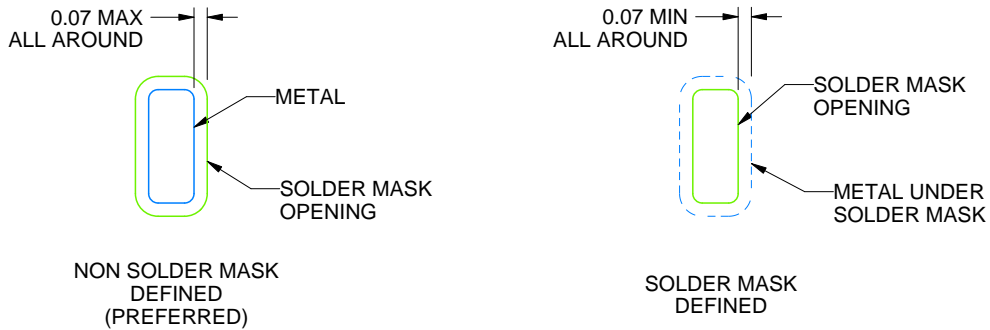 0.07 MAX
ALL AROUND
METAL
SOLDER MASK
OPENING
NON SOLDER MASK
DEFINED
(PREFERRED)
0.07 MIN
ALL AROUND
SOLDER MASK
OPENING
METAL UNDER
SOLDER MASK
SOLDER MASK
DEFINED